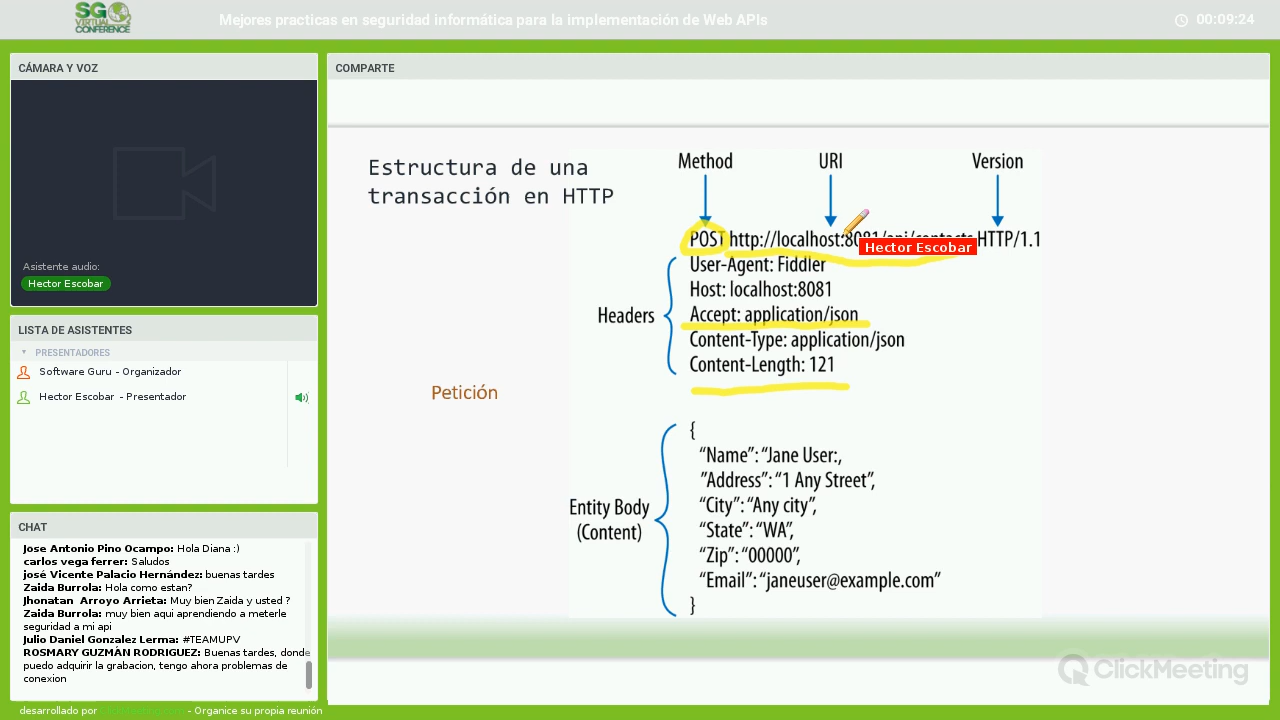 SG VIRTUAL CONFERENCE
Mejores practicas en seguridad informática para la implementación de Web APIs
00:09:24
CÁMARA Y VOZ
Asistente audio:
Hector Escobar
LISTA DE ASISTENTES
PRESENTADORES
Software Guru - Organizador
Hector Escobar - Presentador
CHAT
Jose Antonio Pino Ocampo: Hola Diana :)
carlos vega ferrer: Saludos
josé Vicente Palacio Hernández: buenas tardes
Zaida Burrola: Hola como estan?
Jhonatan Arroyo Arrieta: Muy bien Zaida y usted ?
Zaida Burrola: muy bien aqui aprendiendo a meterle
seguridad a mi api
Julio Daniel Gonzalez Lerma: #TEAMUPV
ROSMARY GUZMÁN RODRIGUEZ: Buenas tardes, donde
puedo adquirir la grabacion, tengo ahora problemas de
conexion
desarrollado por - Organice su propia reunión
COMPARTE
Estructura de una
transacción en HTTP
Method URI Version
POST http://localhost:8081/api/contacts HTTP/1.1
Hector Escobar
User-Agent: Fiddler
Host: localhost:8081
Headers
Accept: application/json
Content-Type: application/json
Content-Length: 121
Petición
{
“Name”: “Jane User:,
”Address”: “1 Any Street”,
“City”: “Any city”,
Entity Body
(Content)
“State”: “WA”,
“Zip”: “00000”,
“Email”: “janeuser@example.com”
}
ClickMeeting